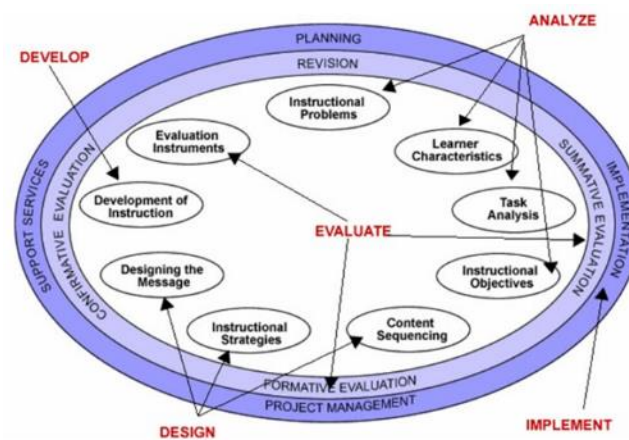 ANALYZE
PLANNING
DEVELOP
REVISION
Instructional
Problems
Evaluation
Instruments
Learner
Characteristics
SUPPORT SERVICES
CONFIRMATIVE EVALUATION
SUMMATIVE EVALUATION
IMPLEMENTATION
Development of
Instruction
Task
Analysis
EVALUATE
Designing the
Message
Instructional
Objectives
Instructional
Strategies
Content
Sequencing
FORMATIVE EVALUATION
PROJECT MANAGEMENT
DESIGN
IMPLEMENT